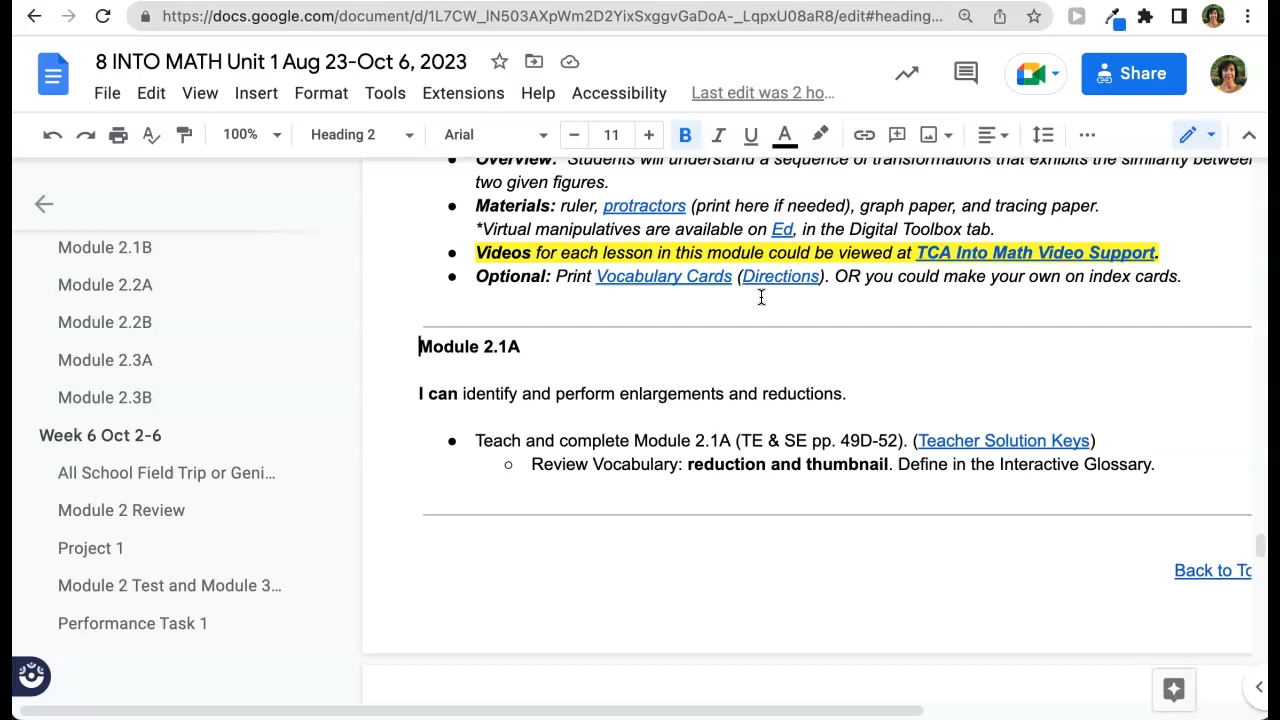 https://docs.google.com/document/d/1L7CW_lN503AXpWm2D2YixSxggvGaDoA-_LqpxU08aR8/edit#heading...
8 INTO MATH Unit 1 Aug 23-Oct 6, 2023
Share
File Edit View Insert Format Tools Extensions Help Accessibility Last edit was 2 ho...
100% Heading 2 Arial − 11 + B I U A
Module 2.1B
Module 2.2A
Module 2.2B
Module 2.3A
Module 2.3B
Week 6 Oct 2-6
All School Field Trip or Geni...
Module 2 Review
Project 1
Module 2 Test and Module 3...
Performance Task 1
● Overview: Students will understand a sequence of transformations that exhibits the similarity between
two given figures.
● Materials: ruler, protractors (print here if needed), graph paper, and tracing paper.
*Virtual manipulatives are available on Ed, in the Digital Toolbox tab.
● Videos for each lesson in this module could be viewed at TCA Into Math Video Support.
● Optional: Print Vocabulary Cards (Directions). OR you could make your own on index cards.
Module 2.1A
I can identify and perform enlargements and reductions.
● Teach and complete Module 2.1A (TE & SE pp. 49D-52). (Teacher Solution Keys)
○ Review Vocabulary: reduction and thumbnail. Define in the Interactive Glossary.
Back to To